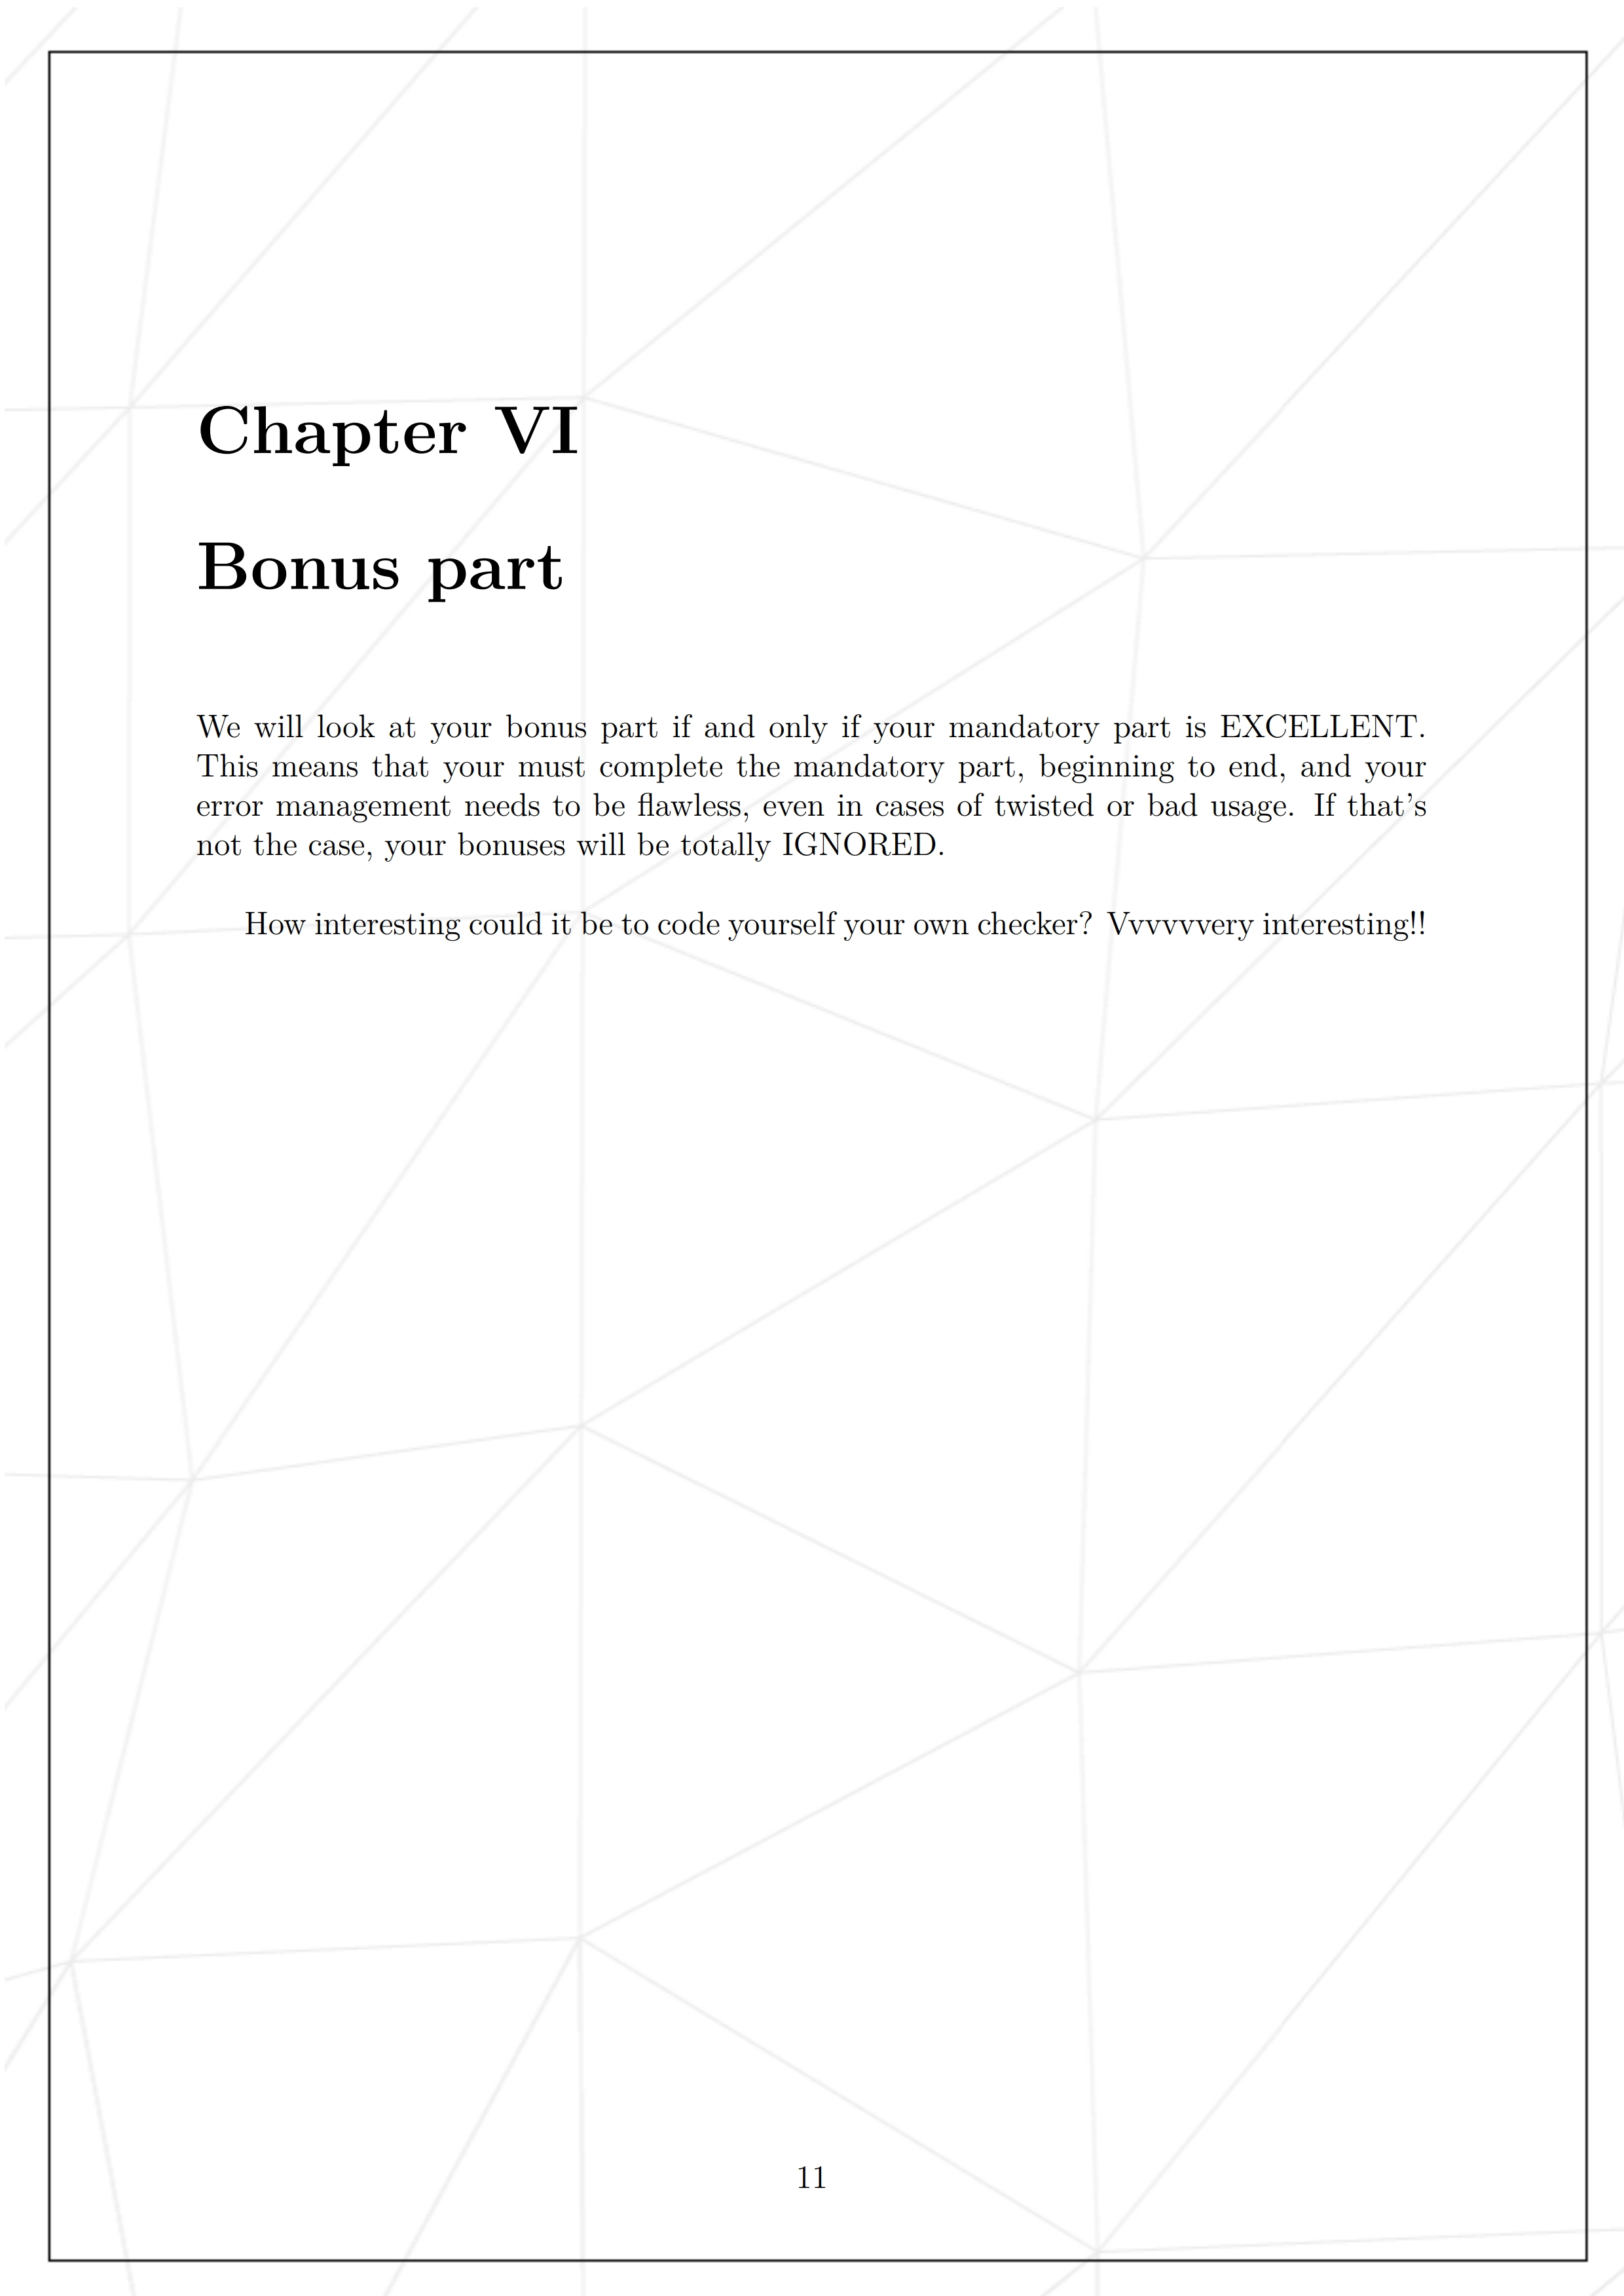 Chapter VI
Bonus part
We will look at your bonus part if and only if your mandatory part is EXCELLENT.
This means that your must complete the mandatory part, beginning to end, and your
error management needs to be flawless, even in cases of twisted or bad usage. If that's
not the case, your bonuses will be totally IGNORED.
How interesting could it be to code yourself your own checker? Vvvvvvery interesting!!
11